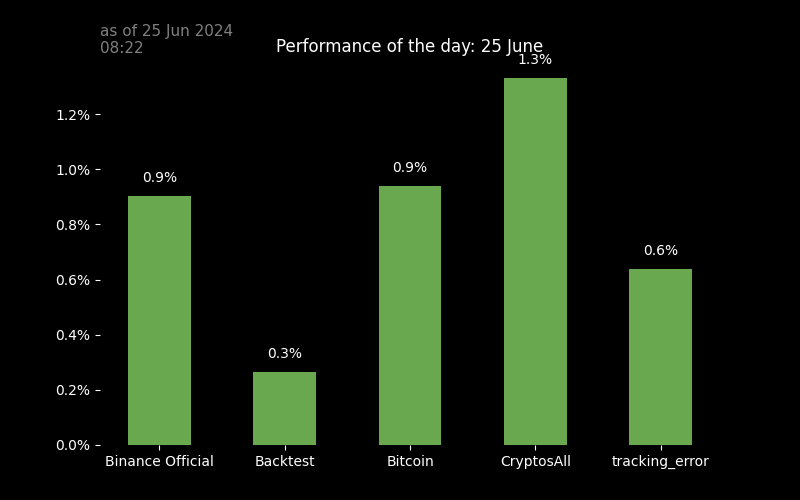 as of 25 Jun 2024
08:22
Performance of the day: 25 June
1.3%
1.2%
1.0%
0.9%
0.9%
0.8%
0.6%
0.6%
0.4%
0.3%
0.2%
0.0%
Binance Official
Backtest
Bitcoin
CryptosAll
tracking_error